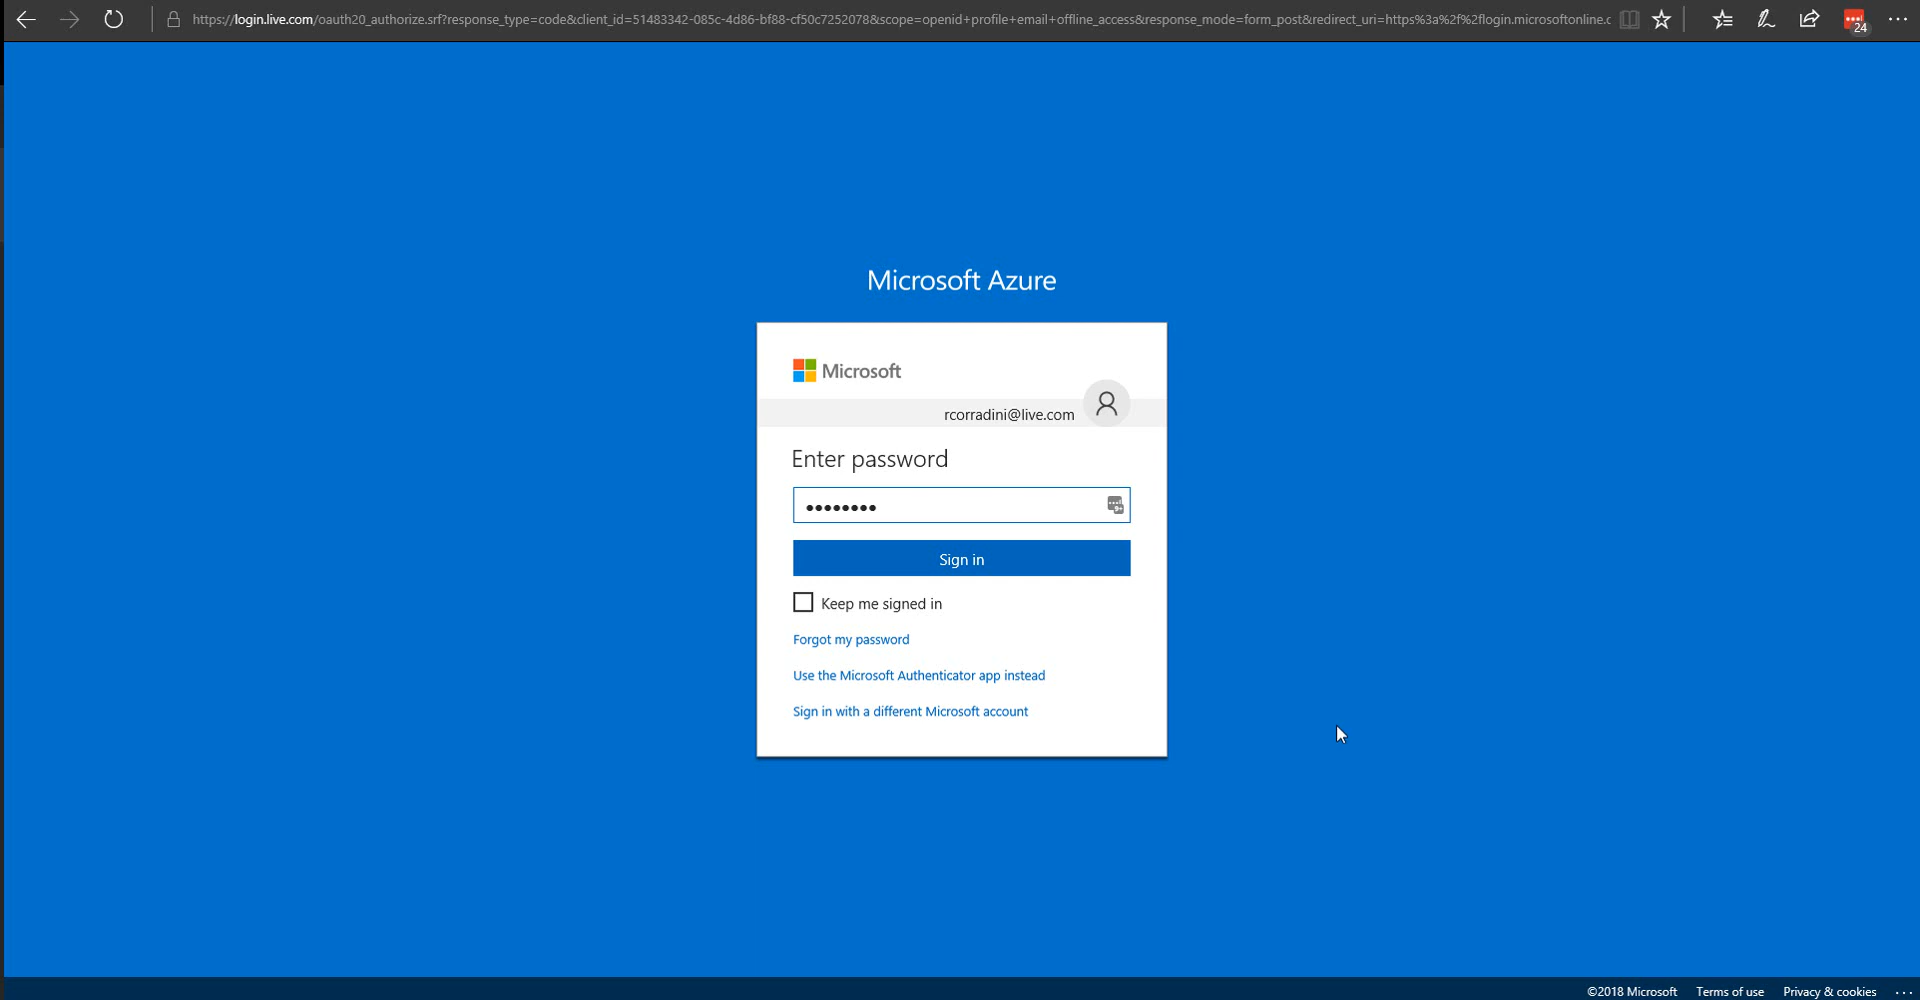 https://login.live.com/oauth20_authorize.srf?response_type=code&client_id=51483342-085c-4d86-bf88-cf50c7252078&scope=openid+profile+email+offline_access&response_mode=form_post&redirect_uri=https%3a%2f%2flogin.microsoftonline.c
24
Microsoft Azure
Microsoft
rcorradini@live.com
Enter password
••••••••
Sign in
Keep me signed in
Forgot my password
Use the Microsoft Authenticator app instead
Sign in with a different Microsoft account
©2018 Microsoft Terms of use Privacy & cookies ...